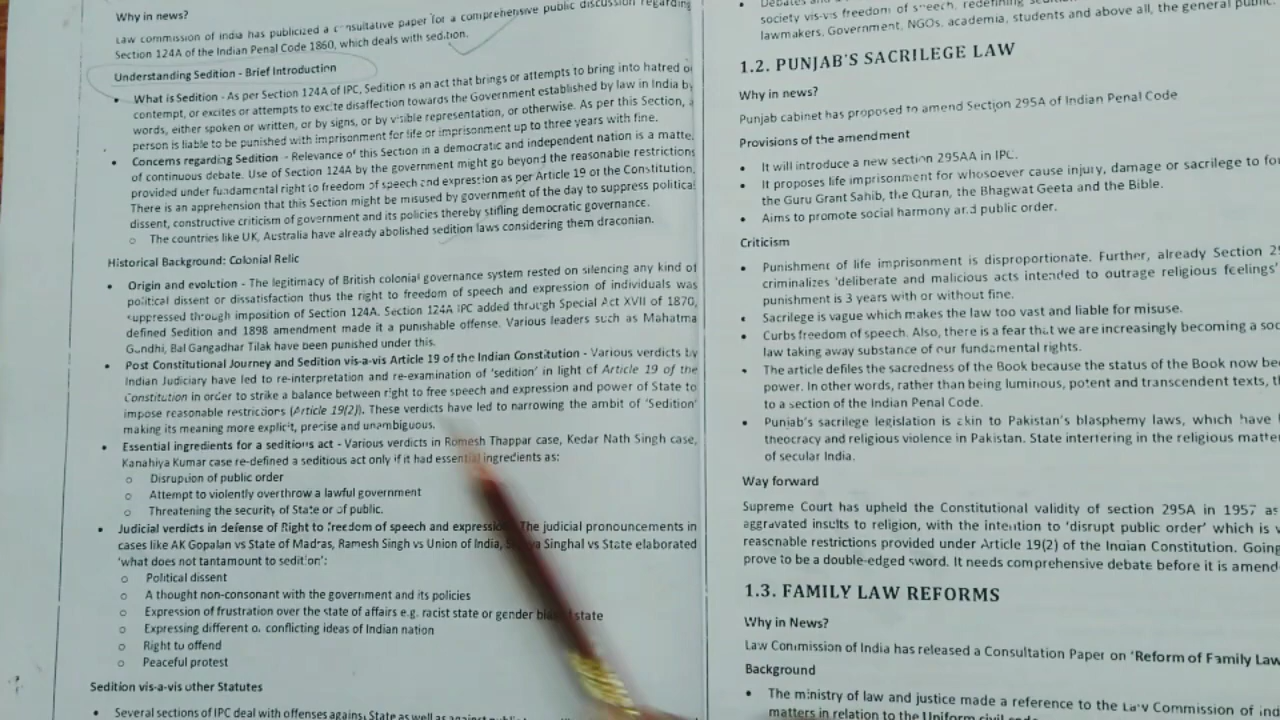 Why in news?
Law commission of India has publicized a consultative paper for a comprehensive public discussion regarding
Section 124A of the Indian Penal Code 1860, which deals with sedition.
Understanding Sedition - Brief Introduction
• What is Sedition - As per Section 124A of IPC, Sedition is an act that brings or attempts to bring into hatred or
contempt, or excites or attempts to excite disaffection towards the Government established by law in India by
words, either spoken or written, or by signs, or by visible representation, or otherwise. As per this Section, a
person is liable to be punished with imprisonment for life or imprisonment up to three years with fine.
• Concerns regarding Sedition - Relevance of this Section in a democratic and independent nation is a matte
of continuous debate. Use of Section 124A by the government might go beyond the reasonable restrictions
provided under fundamental right to freedom of speech and expression as per Article 19 of the Constitution.
There is an apprehension that this Section might be misused by government of the day to suppress political
dissent, constructive criticism of government and its policies thereby stifling democratic governance.
o The countries like UK, Australia have already abolished sedition laws considering them draconian.
Historical Background: Colonial Relic
• Origin and evolution - The legitimacy of British colonial governance system rested on silencing any kind of
political dissent or dissatisfaction thus the right to freedom of speech and expression of individuals was
suppressed through imposition of Section 124A. Section 124A IPC added through Special Act XVII of 1870,
defined Sedition and 1898 amendment made it a punishable offense. Various leaders such as Mahatma
Gandhi, Bal Gangadhar Tilak have been punished under this.
• Post Constitutional Journey and Sedition vis-a-vis Article 19 of the Indian Constitution - Various verdicts by
Indian Judiciary have led to re-interpretation and re-examination of 'sedition' in light of Article 19 of the
Constitution in order to strike a balance between right to free speech and expression and power of State to
impose reasonable restrictions (Article 19(2)). These verdicts have led to narrowing the ambit of 'Sedition'
making its meaning more explicit, precise and unambiguous.
• Essential ingredients for a seditious act - Various verdicts in Romesh Thappar case, Kedar Nath Singh case,
Kanahiya Kumar case re-defined a seditious act only if it had essential ingredients as:
o Disruption of public order
o Attempt to violently overthrow a lawful government
o Threatening the security of State or of public.
• Judicial verdicts in defense of Right to freedom of speech and expression The judicial pronouncements in
cases like AK Gopalan vs State of Madras, Ramesh Singh vs Union of India, Singhal vs State elaborated
'what does not tantamount to sedition':
o Political dissent
o A thought non-consonant with the government and its policies
o Expression of frustration over the state of affairs e.g. racist state or gender state
o Expressing different or conflicting ideas of Indian nation
o Right to offend
o Peaceful protest
Sedition vis-a-vis other Statutes
• Several sections of IPC deal with offenses against State as well as against
• Debates and freedom of speech, redefining
society vis-vis freedom of speech, redefining
lawmakers, Government, NGOs, academia, students and above all, the general public.
1.2. PUNJAB'S SACRILEGE LAW
Why in news?
Punjab cabinet has proposed to amend Section 295A of Indian Penal Code
Provisions of the amendment
• It will introduce a new section 295AA in IPC.
• It proposes life imprisonment for whosoever cause injury, damage or sacrilege to
the Guru Grant Sahib, the Quran, the Bhagwat Geeta and the Bible.
• Aims to promote social harmony and public order.
Criticism
• Punishment of life imprisonment is disproportionate. Further, already Section
criminalizes 'deliberate and malicious acts intended to outrage religious feelings'
punishment is 3 years with or without fine.
• Sacrilege is vague which makes the law too vast and liable for misuse.
• Curbs freedom of speech. Also, there is a fear that we are increasingly becoming a
law taking away substance of our fundamental rights.
• The article defiles the sacredness of the Book because the status of the Book now
power. In other words, rather than being luminous, potent and transcendent texts,
to a section of the Indian Penal Code.
• Punjab's sacrilege legislation is akin to Pakistan's blasphemy laws, which have
theocracy and religious violence in Pakistan. State interfering in the religious
of secular India.
Way forward
Supreme Court has upheld the Constitutional validity of section 295A in 1957 as
aggravated insults to religion, with the intention to 'disrupt public order' which is
reasonable restrictions provided under Article 19(2) of the Indian Constitution. Going
prove to be a double-edged sword. It needs comprehensive debate before it is
1.3. FAMILY LAW REFORMS
Why in News?
Law Commission of India has released a Consultation Paper on 'Reform of Family Law
Background
• The ministry of law and justice made a reference to the Law Commission of
matters in relation to the Uniform civil